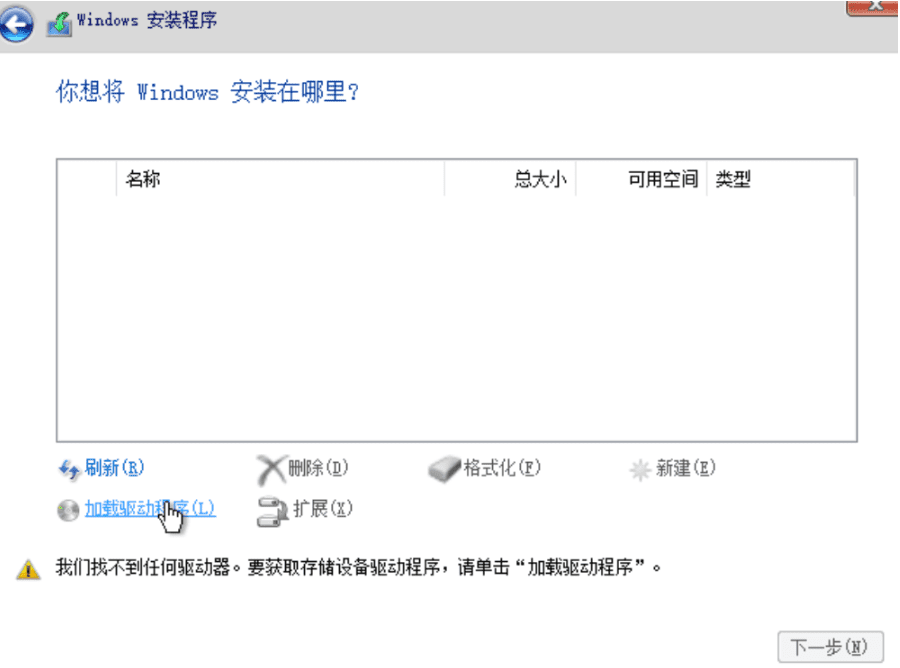 Windows 安装程序
你想将 Windows 安装在哪里?
名称 总大小 可用空间 类型
刷新(R) 删除(D) 格式化(F) 新建(E)
加载驱动程序(L) 扩展(X)
我们找不到任何驱动器。要获取存储设备驱动程序，请单击“加载驱动程序”。
下一步(N)